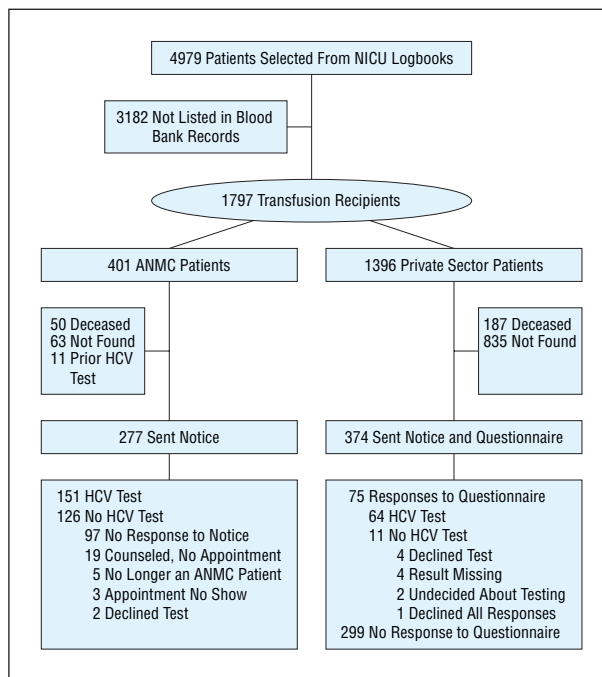 4979 Patients Selected From NICU Logbooks
3182 Not Listed in Blood
Bank Records
1797 Transfusion Recipients
401 ANMC Patients
1396 Private Sector Patients
50 Deceased
63 Not Found
11 Prior HCV
Test
187 Deceased
835 Not Found
277 Sent Notice
374 Sent Notice and Questionnaire
151 HCV Test
126 No HCV Test
97 No Response to Notice
19 Counseled, No Appointment
5 No Longer an ANMC Patient
3 Appointment No Show
2 Declined Test
75 Responses to Questionnaire
64 HCV Test
11 No HCV Test
4 Declined Test
4 Result Missing
2 Undecided About Testing
1 Declined All Responses
299 No Response to Questionnaire